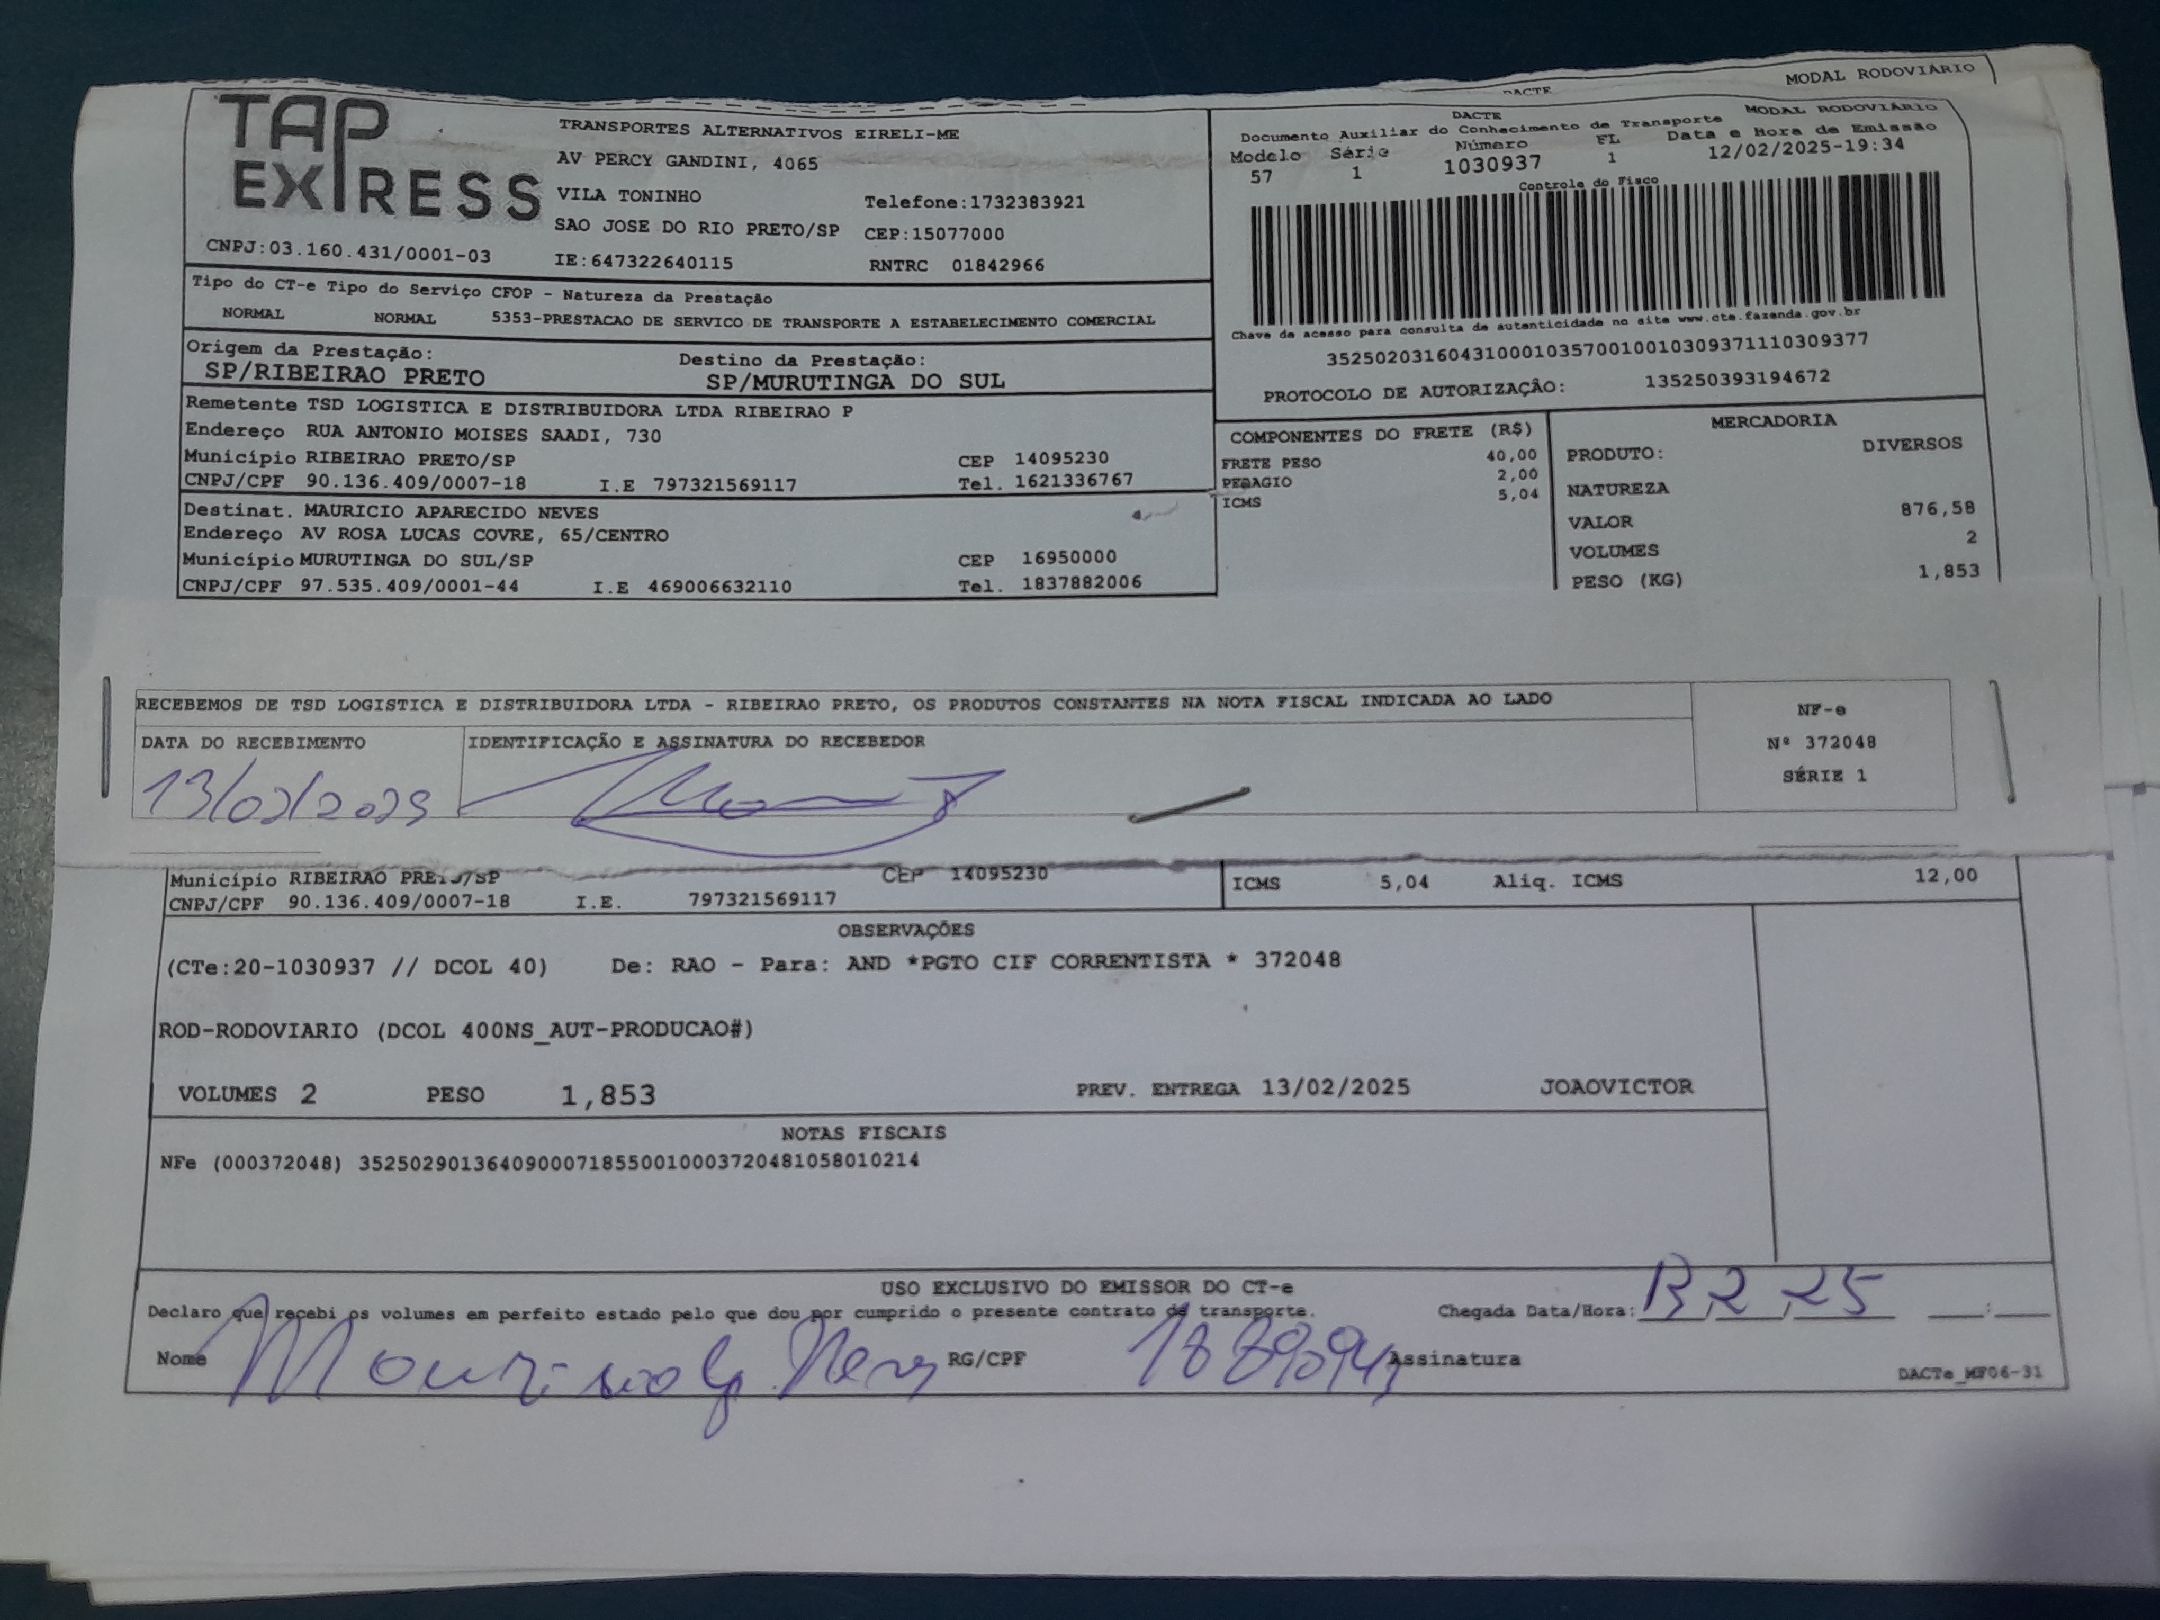 MODAL RODOVIÁRIO
DACTE
TAP EXPRESS
CNPJ:03.160.431/0001-03
TRANSPORTES ALTERNATIVOS EIRELI-ME
AV PERCY GANDINI, 4065
VILA TONINHO Telefone:1732383921
SAO JOSE DO RIO PRETO/SP CEP:15077000
IE:647322640115 RNTRC 01842966
DACTE MODAL RODOVIÁRIO
Documento Auxiliar do Conhecimento de Transporte
Modelo Série Número FL Data e Hora de Emissão
57 1 1030937 1 12/02/2025-19:34
Controle do Fisco
Chave de acesso para consulta de autenticidade no site www.cte.fazenda.gov.br
35250203160431000103570010010309371110309377
PROTOCOLO DE AUTORIZAÇÃO: 135250393194672
Tipo do CT-e Tipo do Serviço CFOP - Natureza da Prestação
NORMAL NORMAL 5353-PRESTACAO DE SERVICO DE TRANSPORTE A ESTABELECIMENTO COMERCIAL
Origem da Prestação: Destino da Prestação:
SP/RIBEIRAO PRETO SP/MURUTINGA DO SUL
Remetente TSD LOGISTICA E DISTRIBUIDORA LTDA RIBEIRAO P
Endereço RUA ANTONIO MOISES SAADI, 730
Município RIBEIRAO PRETO/SP CEP 14095230
CNPJ/CPF 90.136.409/0007-18 I.E 797321569117 Tel. 1621336767
Destinat. MAURICIO APARECIDO NEVES
Endereço AV ROSA LUCAS COVRE, 65/CENTRO
Município MURUTINGA DO SUL/SP CEP 16950000
CNPJ/CPF 97.535.409/0001-44 I.E 469006632110 Tel. 1837882006
COMPONENTES DO FRETE (R$)
FRETE PESO 40,00
PEDAGIO 2,00
ICMS 5,04
MERCADORIA
PRODUTO: DIVERSOS
NATUREZA
VALOR 876,58
VOLUMES 2
PESO (KG) 1,853
RECEBEMOS DE TSD LOGISTICA E DISTRIBUIDORA LTDA - RIBEIRAO PRETO, OS PRODUTOS CONSTANTES NA NOTA FISCAL INDICADA AO LADO
DATA DO RECEBIMENTO IDENTIFICAÇÃO E ASSINATURA DO RECEBEDOR
13/02/2025
NF-e
Nº 372048
SÉRIE 1
Município RIBEIRAO PRETO/SP CEP 14095230
CNPJ/CPF 90.136.409/0007-18 I.E. 797321569117
ICMS 5,04 Aliq. ICMS 12,00
OBSERVAÇÕES
(CTe:20-1030937 // DCOL 40) De: RAO - Para: AND *PGTO CIF CORRENTISTA * 372048
ROD-RODOVIARIO (DCOL 400NS_AUT-PRODUCAO#)
VOLUMES 2 PESO 1,853 PREV. ENTREGA 13/02/2025 JOAOVICTOR
NOTAS FISCAIS
NFe (000372048) 35250290136409000718550010003720481058010214
USO EXCLUSIVO DO EMISSOR DO CT-e
Declaro que recebi os volumes em perfeito estado pelo que dou por cumprido o presente contrato de transporte. Chegada Data/Hora: 13 2 25 :
Nome RG/CPF Assinatura
DACTe_MF06-31